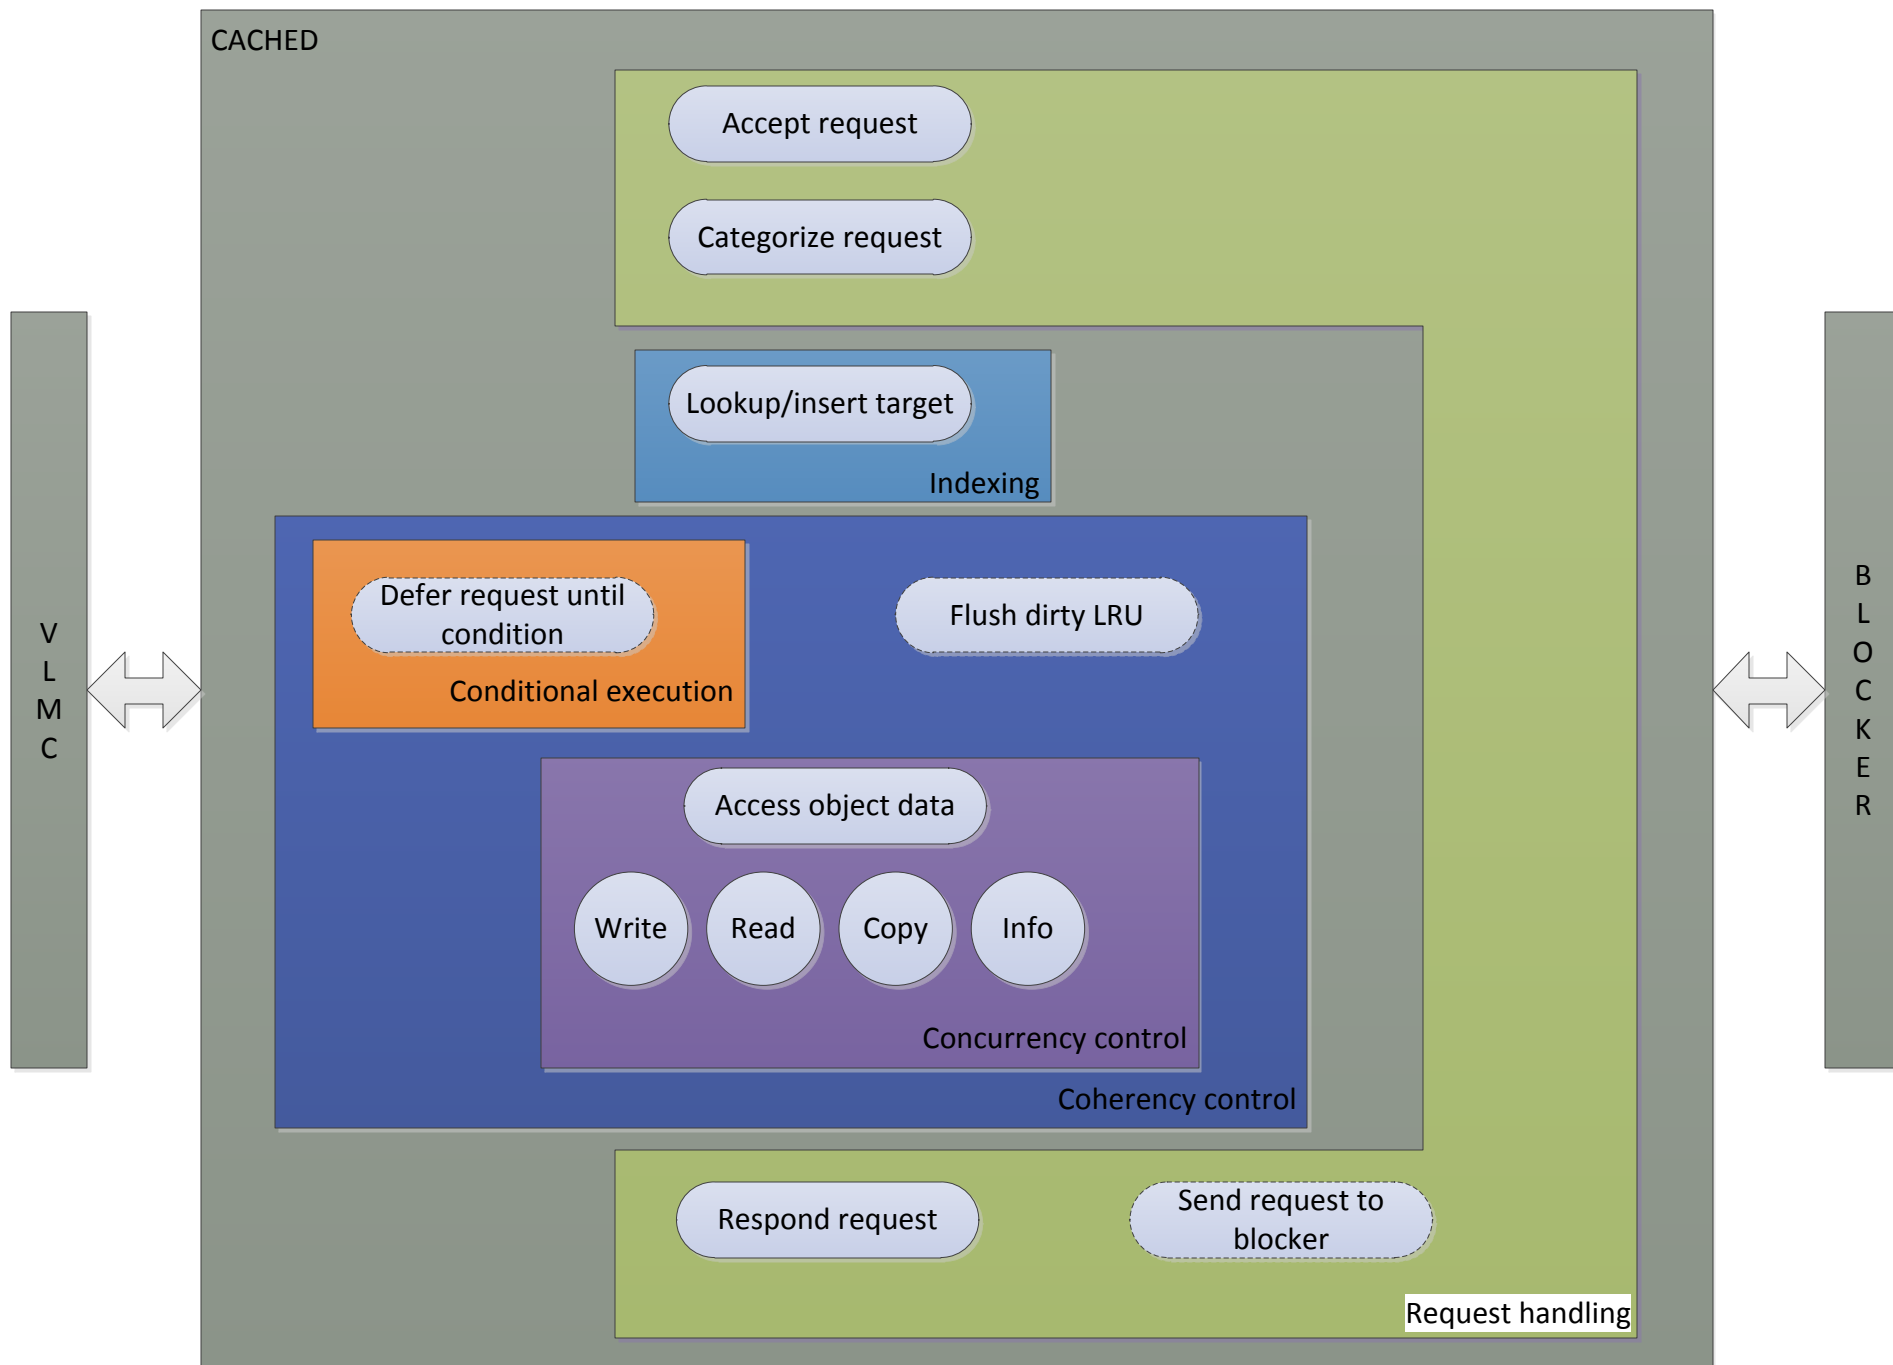 CACHED
Accept request
Categorize request
Lookup/insert target
Indexing
Defer request until
condition
Flush dirty LRU
Conditional execution
V
L
M
C
B
L
O
C
K
E
R
Access object data
Write
Read
Copy
Info
Concurrency control
Coherency control
Respond request
Send request to
blocker
Request handling